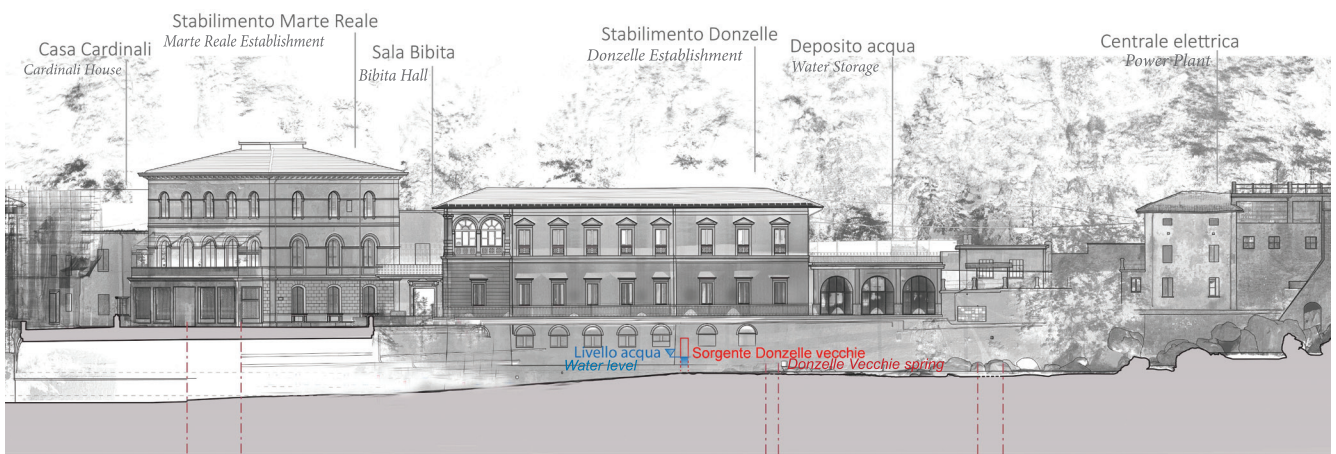 Casa Cardinali
Cardinali House
Stabilimento Marte Reale
Marte Reale Establishment
Sala Bibita
Bibita Hall
Stabilimento Donzelle
Donzelle Establishment
Deposito acqua
Water Storage
Centrale elettrica
Power Plant
Livello acqua
Water level
Sorgente Donzelle vecchie
Donzelle Vecchie spring